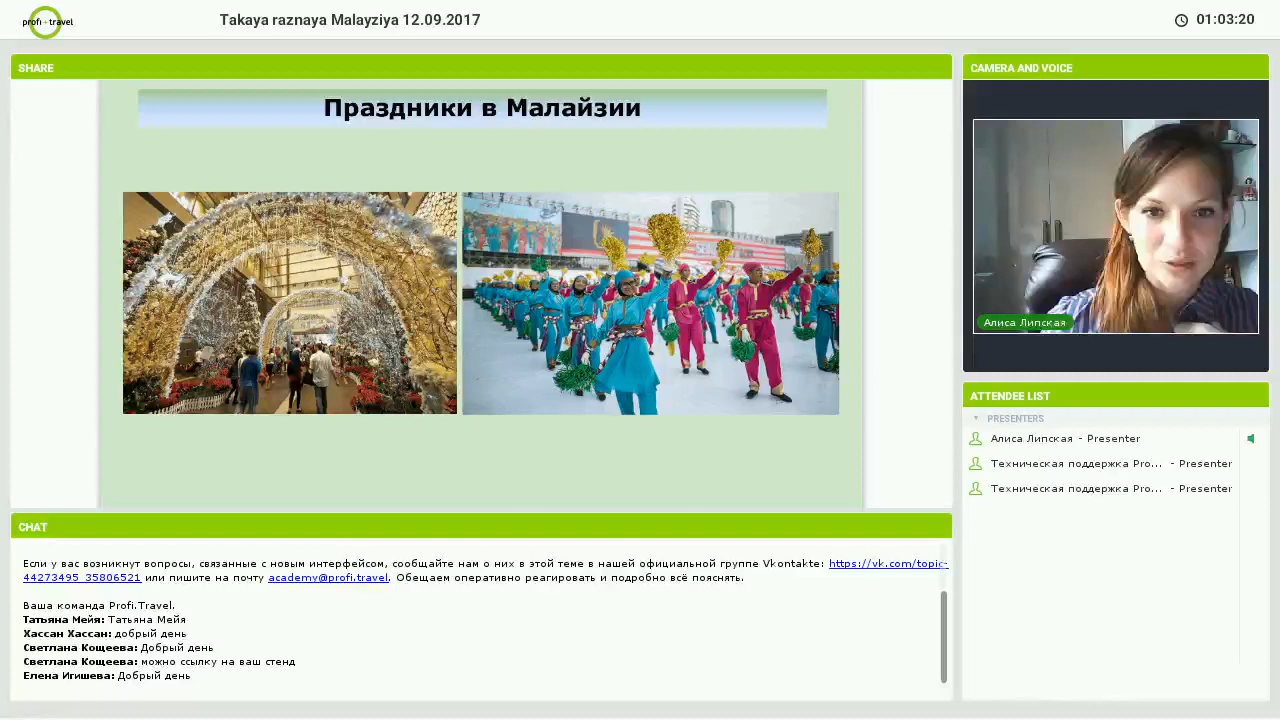 profi travel
Takaya raznaya Malayziya 12.09.2017
01:03:20
SHARE
Праздники в Малайзии
CAMERA AND VOICE
Алиса Липская
ATTENDEE LIST
PRESENTERS
Алиса Липская - Presenter
Техническая поддержка Pro... - Presenter
Техническая поддержка Pro... - Presenter
CHAT
Если у вас возникнут вопросы, связанные с новым интерфейсом, сообщайте нам о них в этой теме в нашей официальной группе Vkontakte: https://vk.com/topic-
44273495_35806521 или пишите на почту academy@profi.travel. Обещаем оперативно реагировать и подробно всё пояснять.
Ваша команда Profi.Travel.
Татьяна Мейя: Татьяна Мейя
Хассан Хассан: добрый день
Светлана Кощеева: Добрый день
Светлана Кощеева: можно ссылку на ваш стенд
Елена Игишева: Добрый день